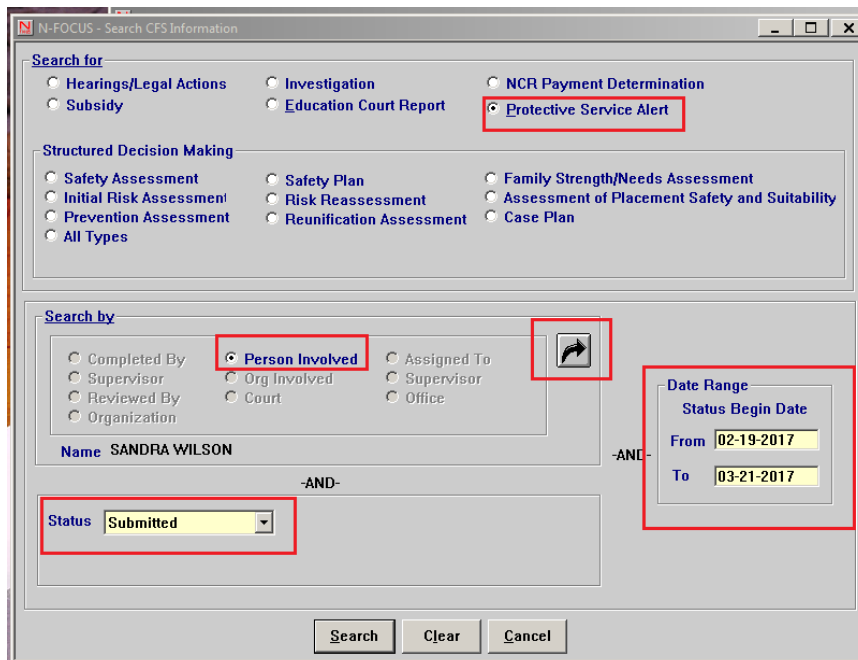 N-FOCUS - Search CFS Information
Search for
Hearings/Legal Actions Investigation NCR Payment Determination
Subsidy Education Court Report Protective Service Alert
Structured Decision Making
Safety Assessment Safety Plan Family Strength/Needs Assessment
Initial Risk Assessment Risk Reassessment Assessment of Placement Safety and Suitability
Prevention Assessment Reunification Assessment Case Plan
All Types
Search by
Completed By Person Involved Assigned To
Supervisor Org Involved Supervisor
Reviewed By Court Office
Organization
Name SANDRA WILSON
-AND-
Date Range
Status Begin Date
From 02-19-2017
To 03-21-2017
-AND-
Status Submitted
Search Clear Cancel